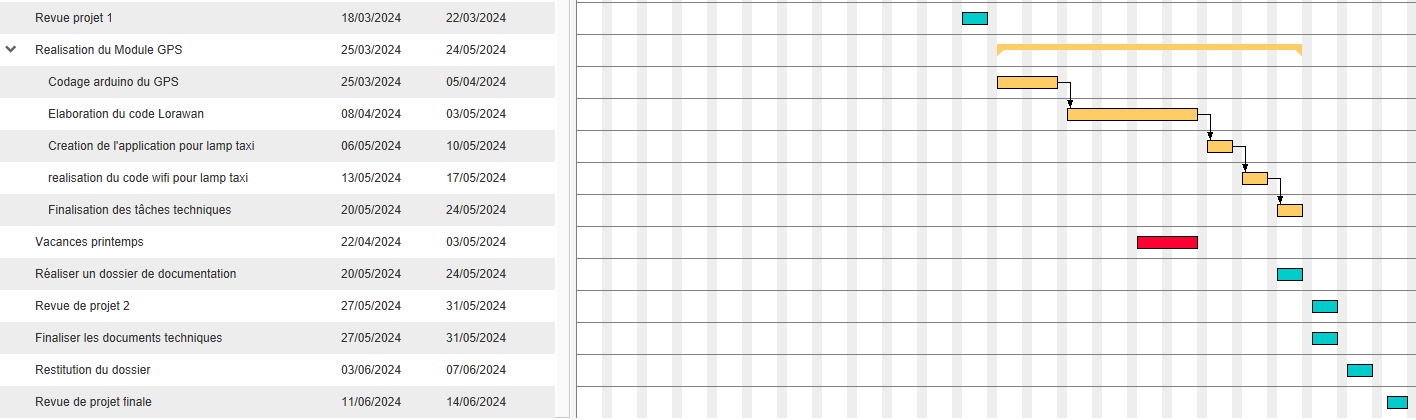 Revue projet 1 18/03/2024 22/03/2024
Realisation du Module GPS 25/03/2024 24/05/2024
Codage arduino du GPS 25/03/2024 05/04/2024
Elaboration du code Lorawan 08/04/2024 03/05/2024
Creation de l'application pour lamp taxi 06/05/2024 10/05/2024
realisation du code wifi pour lamp taxi 13/05/2024 17/05/2024
Finalisation des tâches techniques 20/05/2024 24/05/2024
Vacances printemps 22/04/2024 03/05/2024
Réaliser un dossier de documentation 20/05/2024 24/05/2024
Revue de projet 2 27/05/2024 31/05/2024
Finaliser les documents techniques 27/05/2024 31/05/2024
Restitution du dossier 03/06/2024 07/06/2024
Revue de projet finale 11/06/2024 14/06/2024